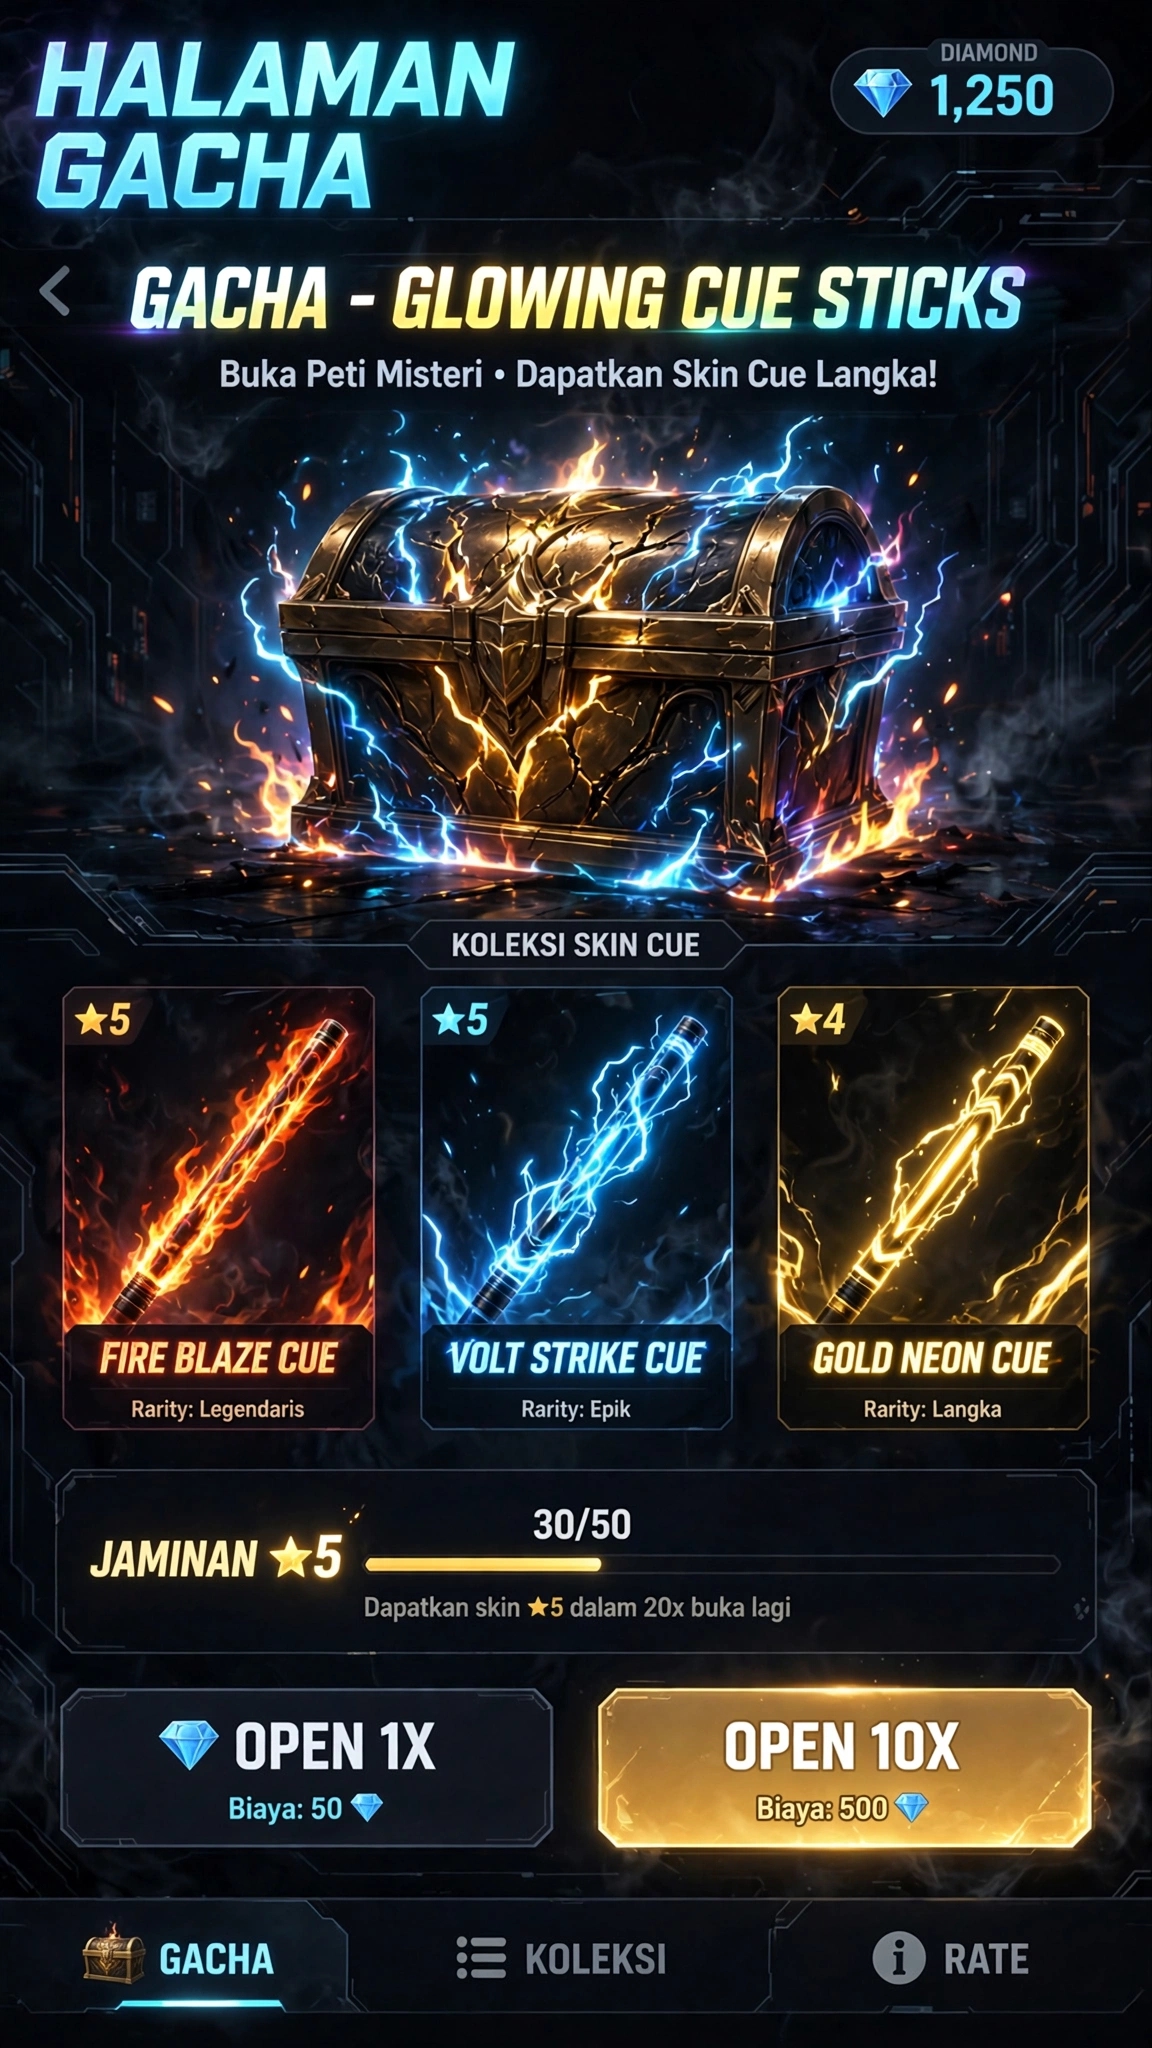 HALAMAN
GACHA
DIAMOND
1,250
GACHA - GLOWING CUE STICKS
Buka Peti Misteri • Dapatkan Skin Cue Langka!
KOLEKSI SKIN CUE
★5
★5
★4
FIRE BLAZE CUE
VOLT STRIKE CUE
GOLD NEON CUE
Rarity: Legendaris
Rarity: Epik
Rarity: Langka
30/50
JAMINAN ★5
Dapatkan skin ★5 dalam 20x buka lagi
OPEN 1X
Biaya: 50
OPEN 10X
Biaya: 500
GACHA
KOLEKSI
RATE